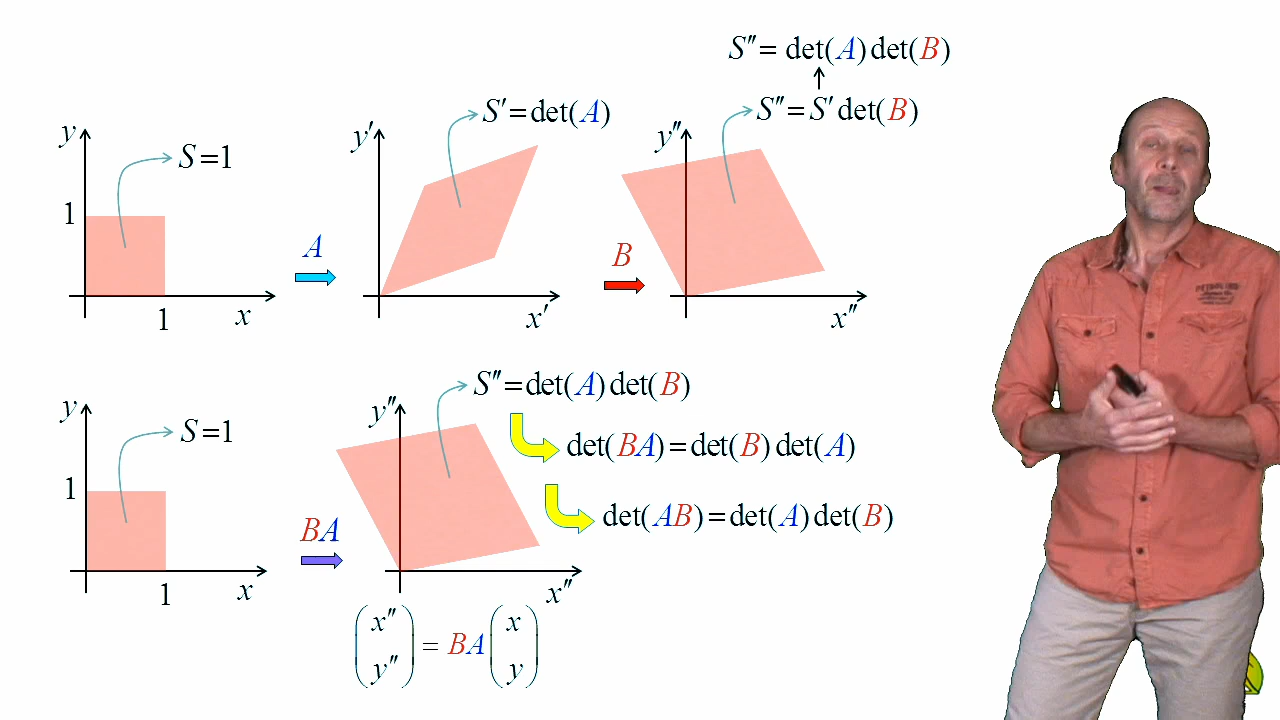 S″ = det(A) det(B)
S″ = S′ det(B)
S′ = det(A)
y
S = 1
1
1
x
A
y′
x′
B
y″
x″
S″ = det(A) det(B)
y
S = 1
1
1
x
BA
y″
x″
det(BA) = det(B) det(A)
det(AB) = det(A) det(B)
(x″ y″) = BA (x y)